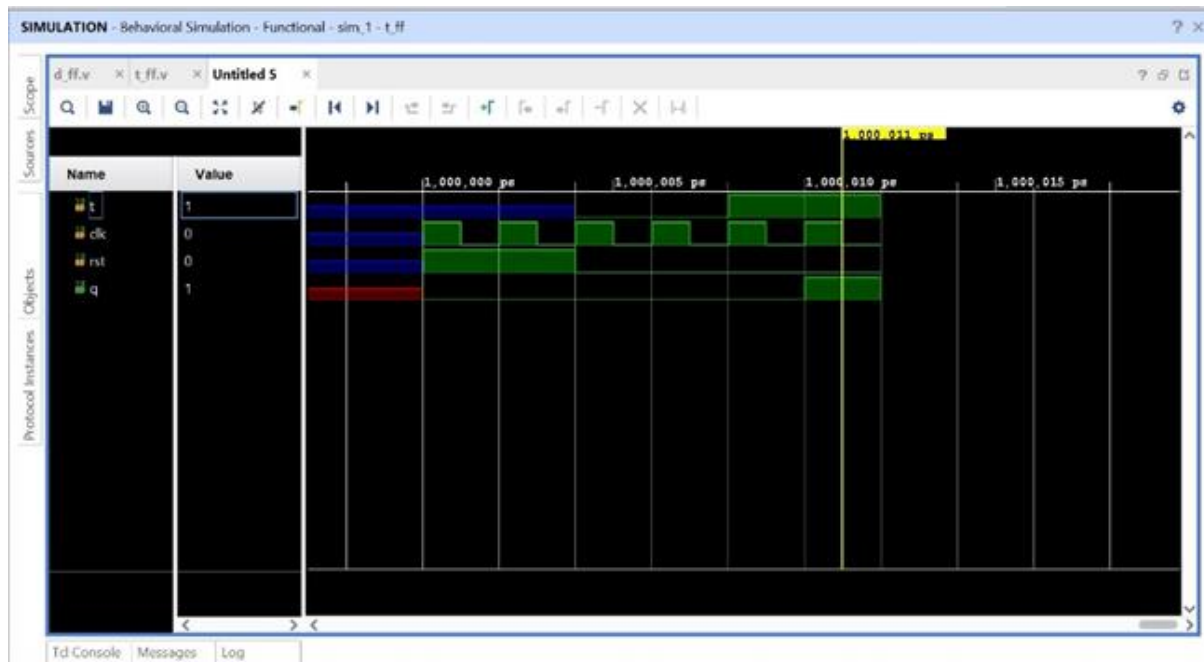 SIMULATION - Behavioral Simulation - Functional - sim_1 - t_ff
d_ff.v
t_ff.v
Untitled 5
Scope
Sources
Objects
Protocol Instances
Name
Value
t
1
clk
0
rst
0
q
1
1,000,011 ps
1,000,000 ps
1,000,005 ps
1,000,010 ps
1,000,015 ps
Tcl Console
Messages
Log